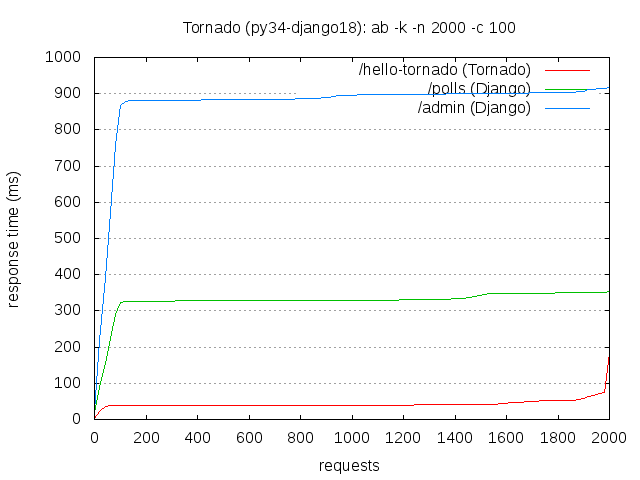 Tornado (py34-django18): ab -k -n 2000 -c 100
1000
900
800
700
600
500
400
300
200
100
0
/hello-tornado (Tornado)
/polls (Django)
/admin (Django)
response time (ms)
0 200 400 600 800 1000 1200 1400 1600 1800 2000
requests